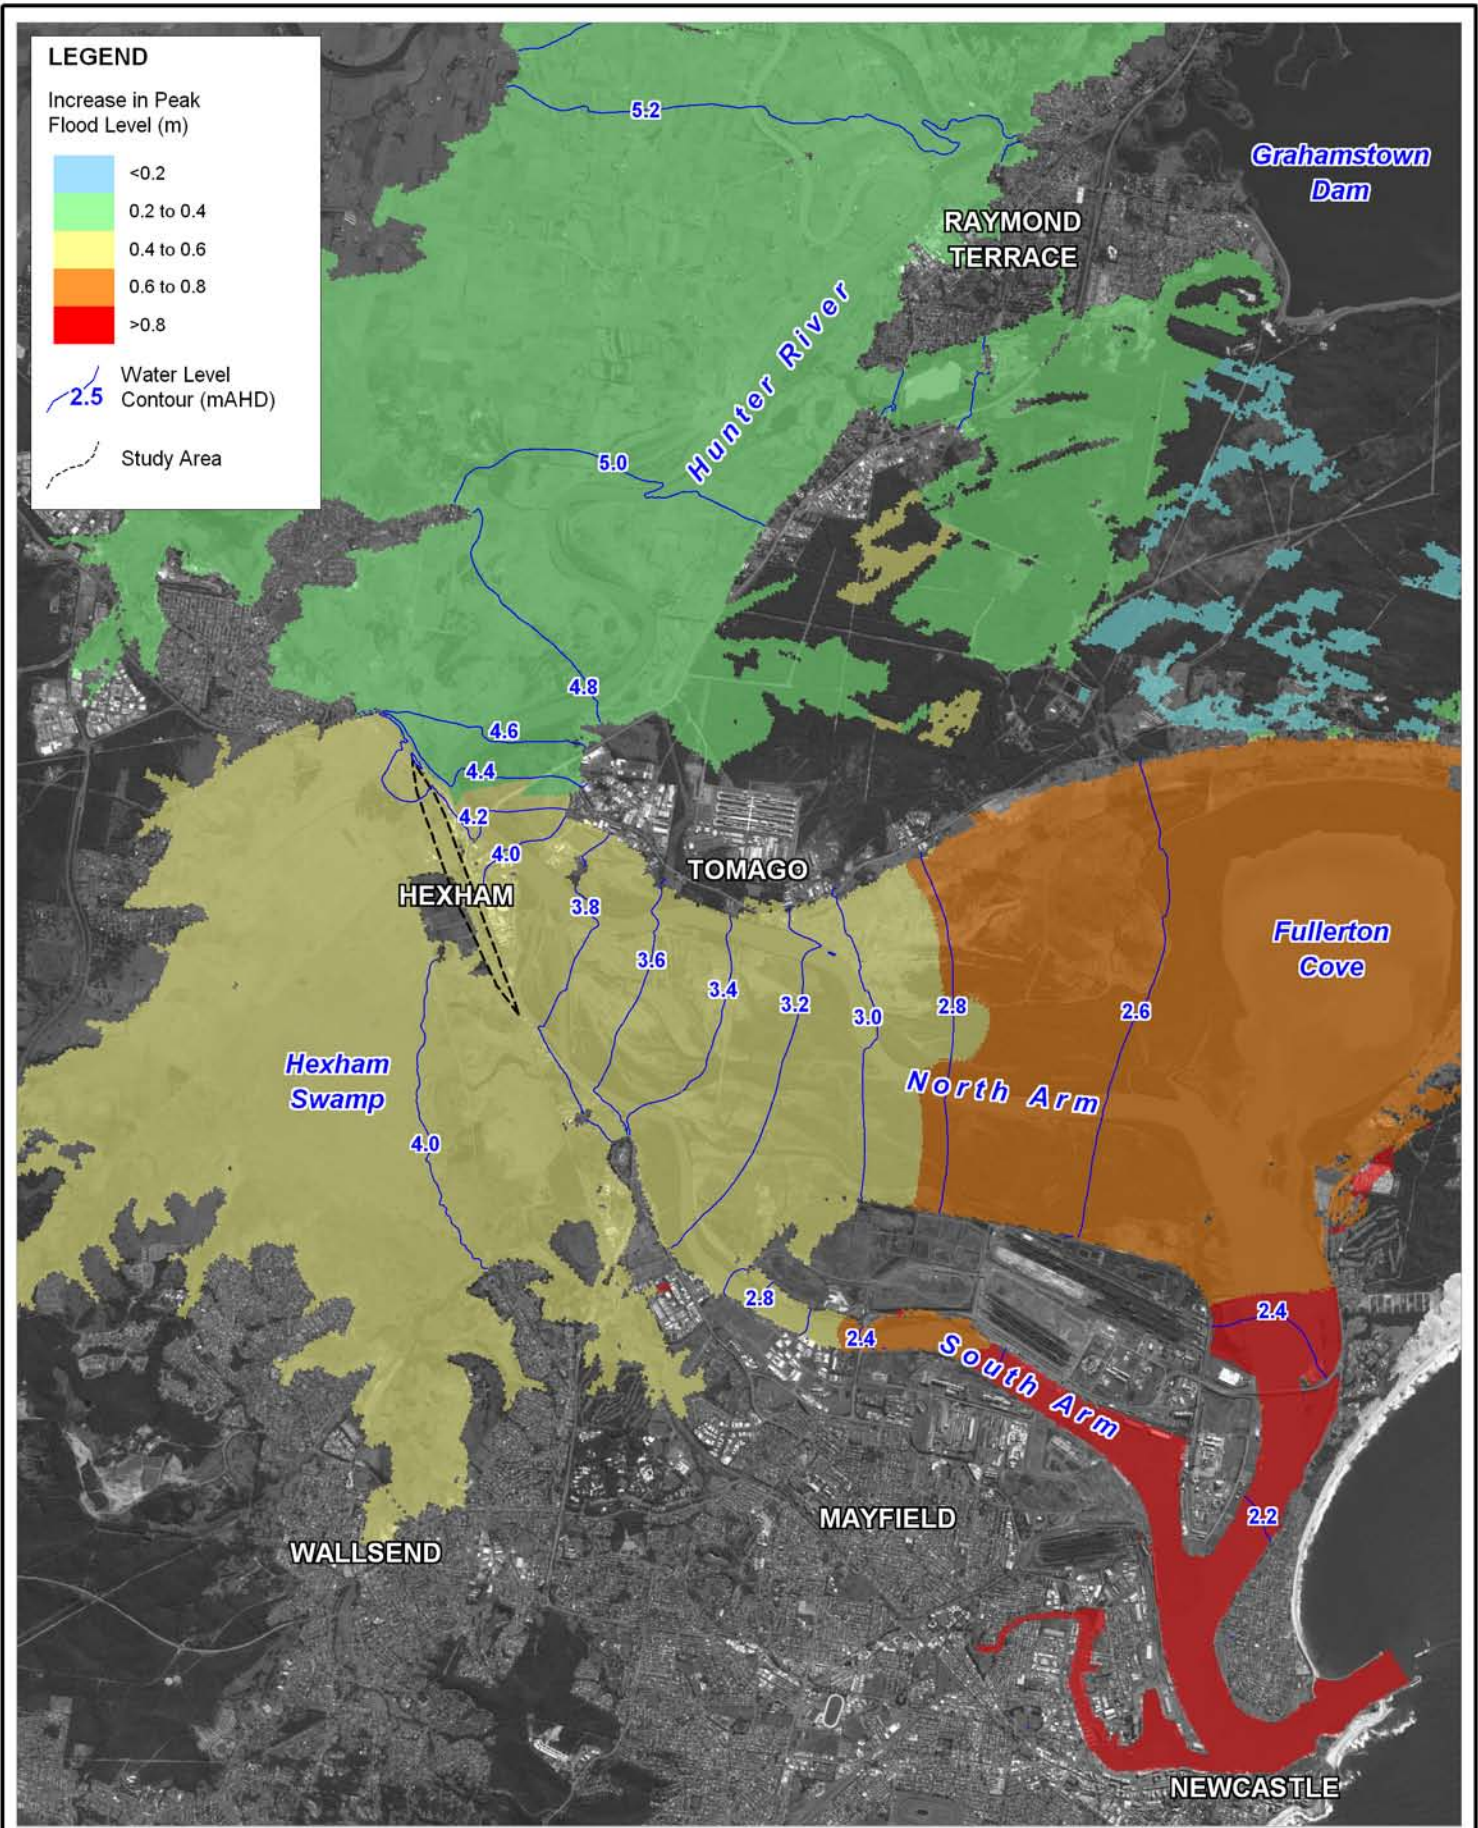 LEGEND
Increase in Peak
Flood Level (m)
<0.2
0.2 to 0.4
0.4 to 0.6
0.6 to 0.8
>0.8
2.5
Water Level
Contour (mAHD)
Study Area
5.2
Grahamstown
Dam
RAYMOND
TERRACE
Hunter River
5.0
4.8
4.6
4.4
4.2
4.0
TOMAGO
HEXHAM
3.8
3.6
3.4
3.2
3.0
2.8
2.6
Fullerton
Cove
Hexham
Swamp
North Arm
4.0
2.8
2.4
2.4
South Arm
MAYFIELD
2.2
WALLSEND
NEWCASTLE